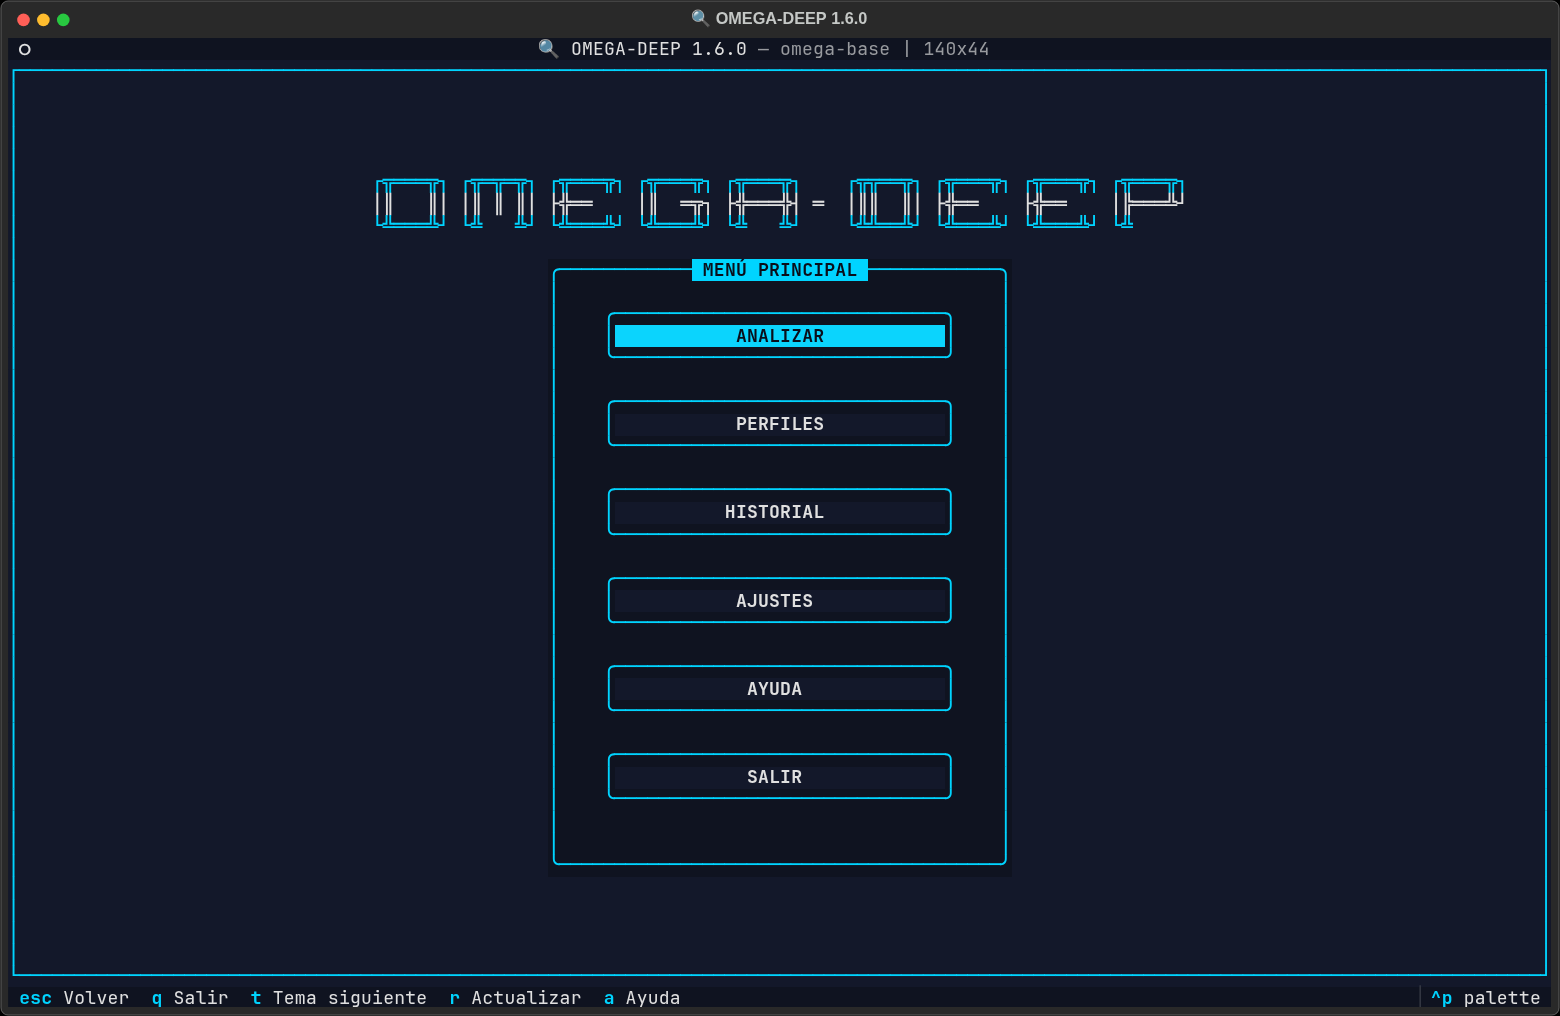 🔍 OMEGA-DEEP 1.6.0
🔍 OMEGA-DEEP 1.6.0 — omega-base | 140x44
OMEGA-DEEP
MENÚ PRINCIPAL
ANALIZAR
PERFILES
HISTORIAL
AJUSTES
AYUDA
SALIR
esc Volver q Salir t Tema siguiente r Actualizar a Ayuda ^p palette